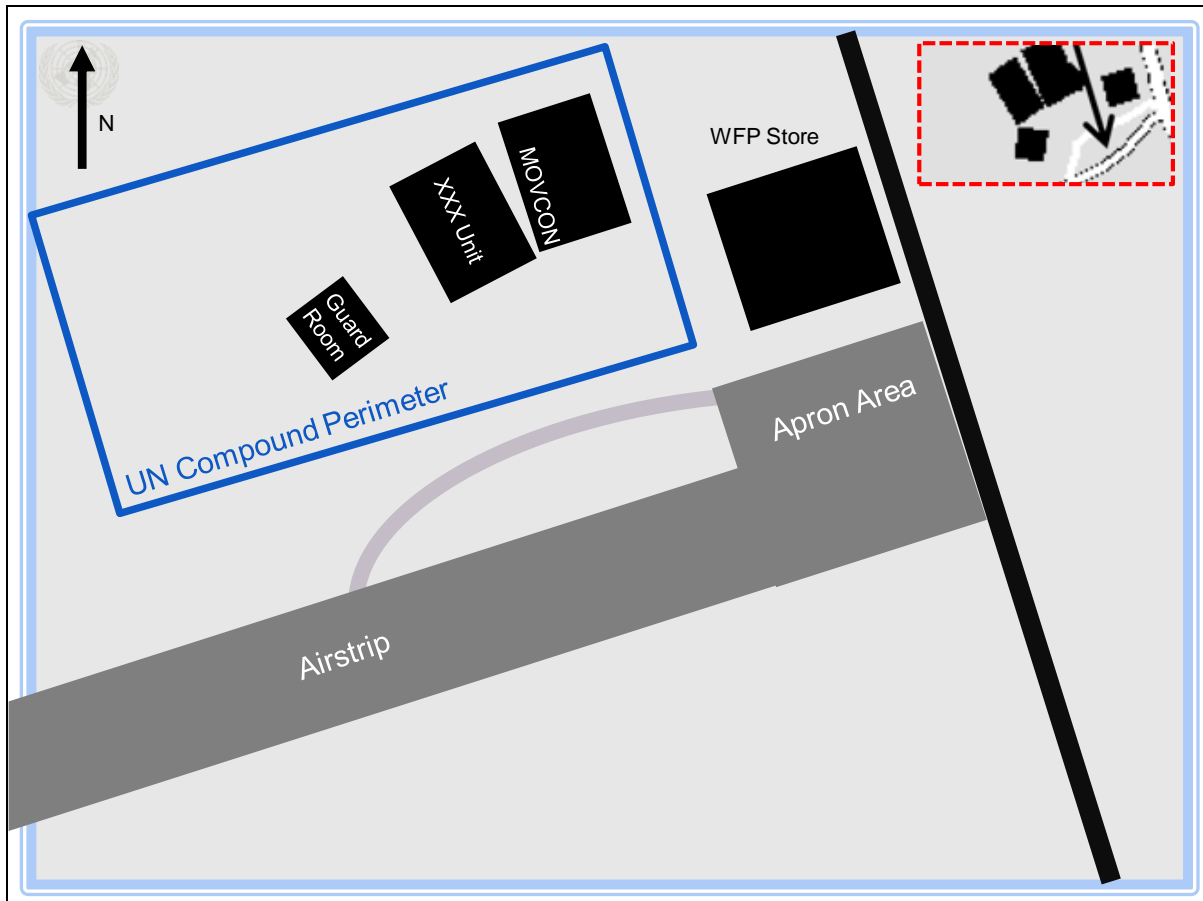 N
WFP Store
MOVCON
XXX Unit
Guard
Room
UN Compound Perimeter
Apron Area
Airstrip